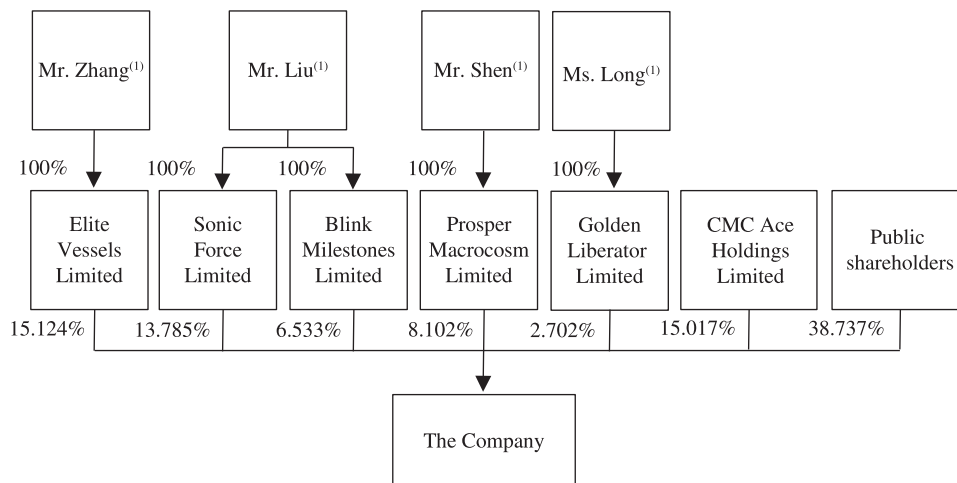 Mr. Zhang(1)
Mr. Liu(1)
Mr. Shen(1)
Ms. Long(1)
100%
100%
100%
100%
100%
Elite
Vessels
Limited
Sonic
Force
Limited
Blink
Milestones
Limited
Prosper
Macrocosm
Limited
Golden
Liberator
Limited
CMC Ace
Holdings
Limited
Public
shareholders
15.124%
13.785%
6.533%
8.102%
2.702%
15.017%
38.737%
The Company